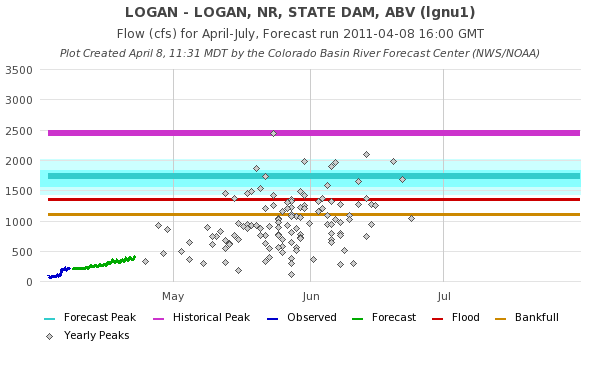 LOGAN - LOGAN, NR, STATE DAM, ABV (lgnu1)
Flow (cfs) for April-July, Forecast run 2011-04-08 16:00 GMT
Plot Created April 8, 11:31 MDT by the Colorado Basin River Forecast Center (NWS/NOAA)
3500
3000
2500
2000
1500
1000
500
0
May Jun Jul
Forecast Peak Historical Peak Observed Forecast Flood Bankfull
Yearly Peaks